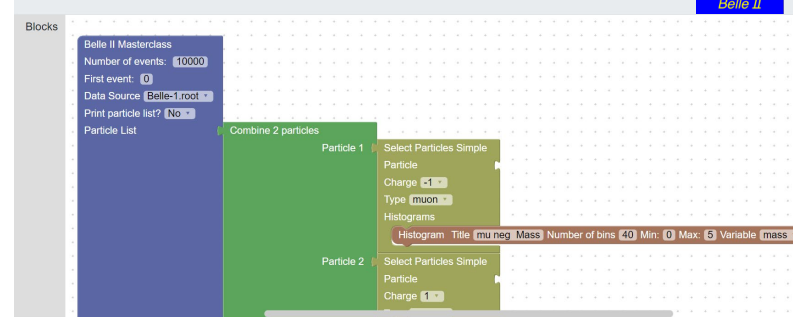 Belle II
Blocks
Belle II Masterclass
Number of events: 10000
First event: 0
Data Source Belle-1.root
Print particle list? No
Particle List Combine 2 particles
Particle 1 Select Particles Simple
Particle
Charge -1
Type muon
Histograms
Histogram Title mu neg Mass Number of bins 40 Min: 0 Max: 5 Variable mass
Particle 2 Select Particles Simple
Particle
Charge 1